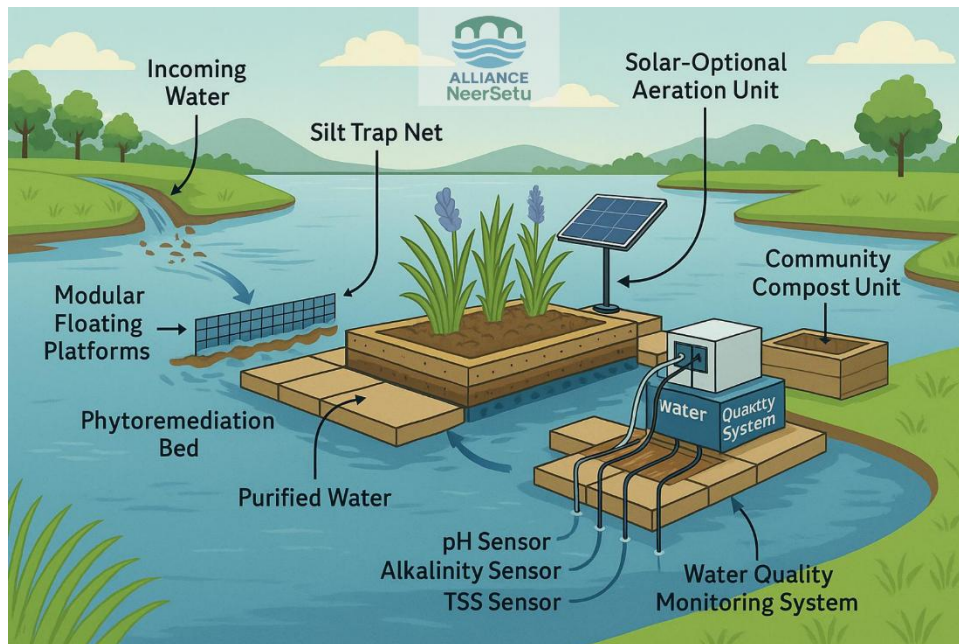 ALLIANCE
NeerSetu
Incoming
Water
Silt Trap Net
Solar-Optional
Aeration Unit
Modular
Floating
Platforms
Community
Compost Unit
Phytoremediation
Bed
Purified Water
Water Quaktty
System
pH Sensor
Alkalinity Sensor
TSS Sensor
Water Quality
Monitoring System